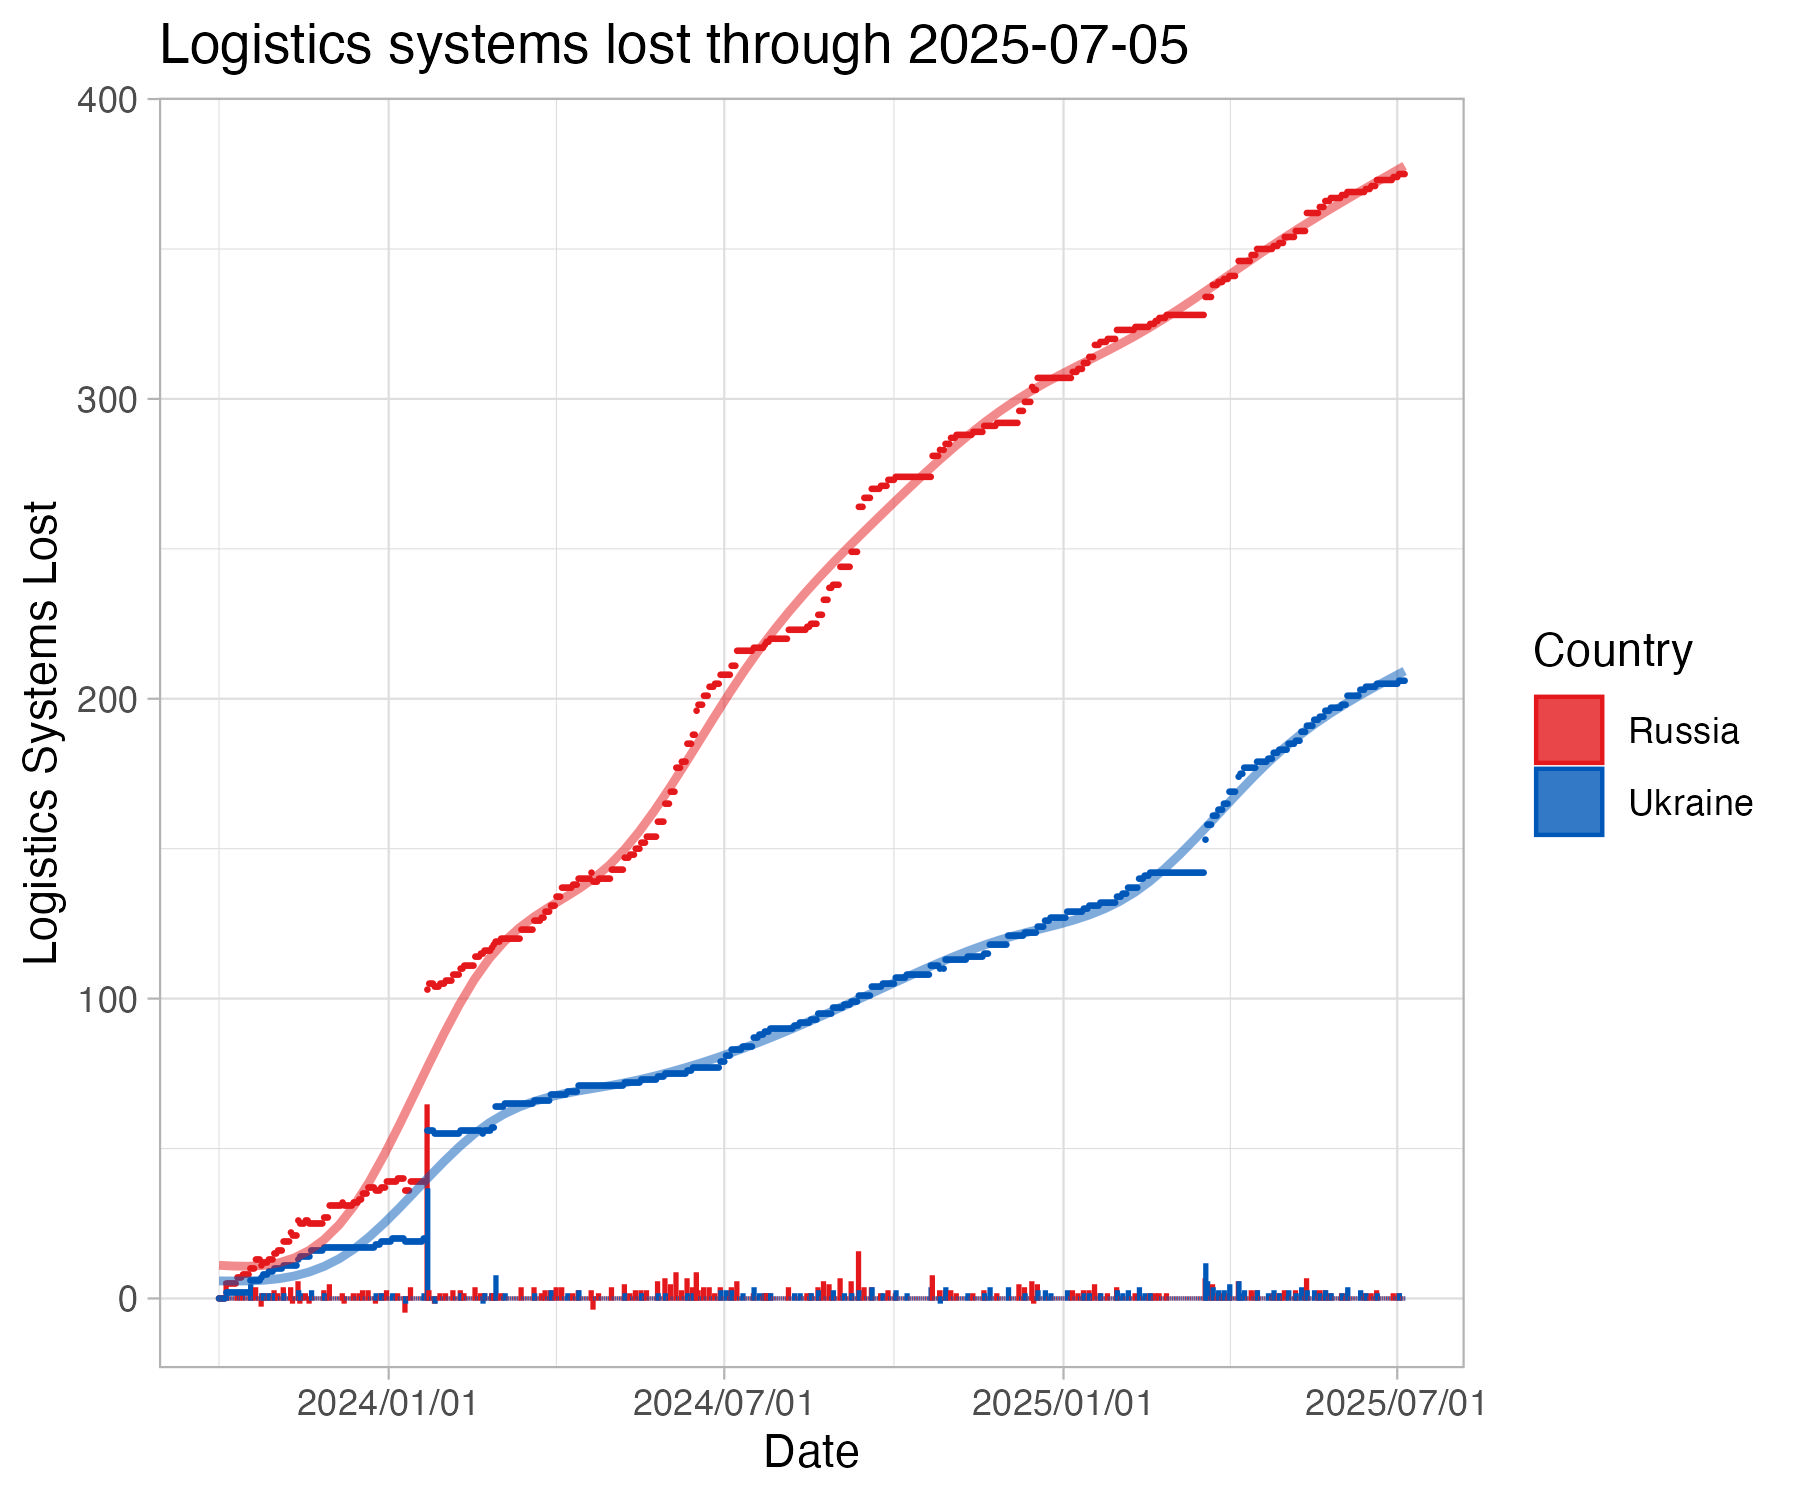 Logistics systems lost through 2025-07-05
Logistics Systems Lost
400
300
200
100
0
2024/01/01
2024/07/01
2025/01/01
2025/07/01
Date
Country
Russia
Ukraine